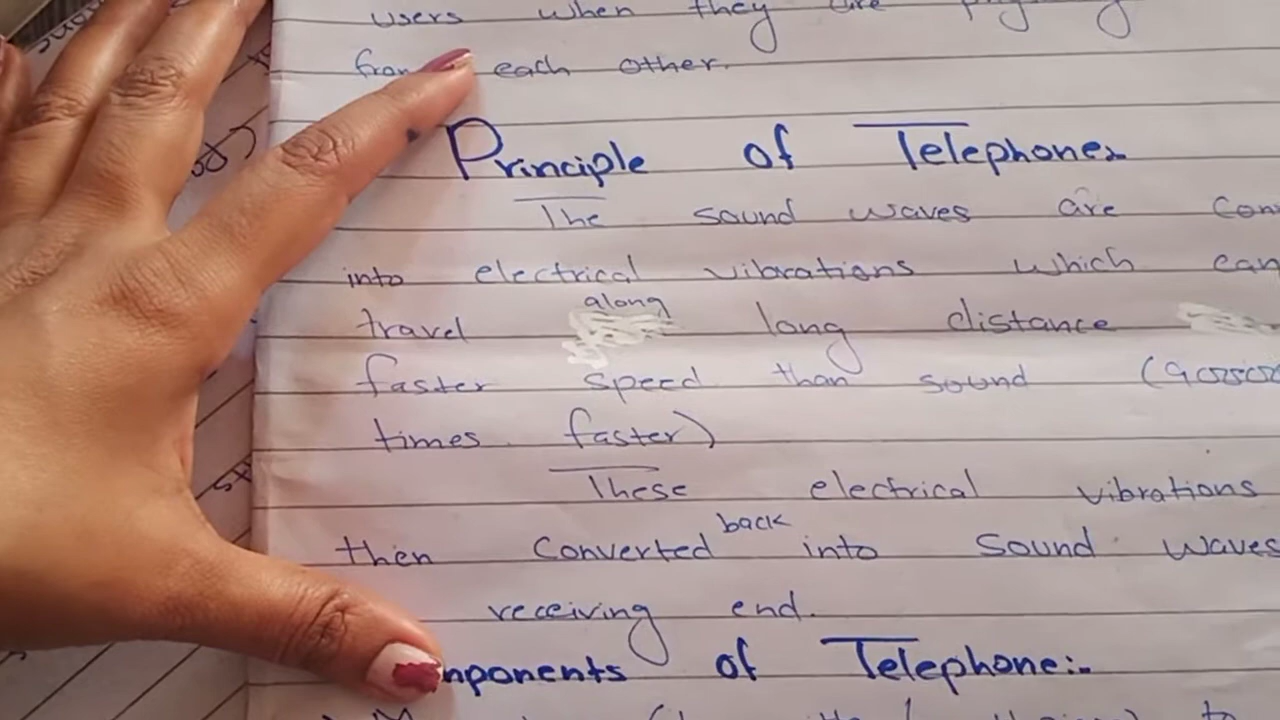 users when they are
from each other.
Principle of Telephone:-
The sound waves are Con
into electrical vibrations which can
travel along long distance
faster speed than sound
times faster)
These electrical vibrations
then Converted back into Sound waves
receiving end.
mponents of Telephone:-